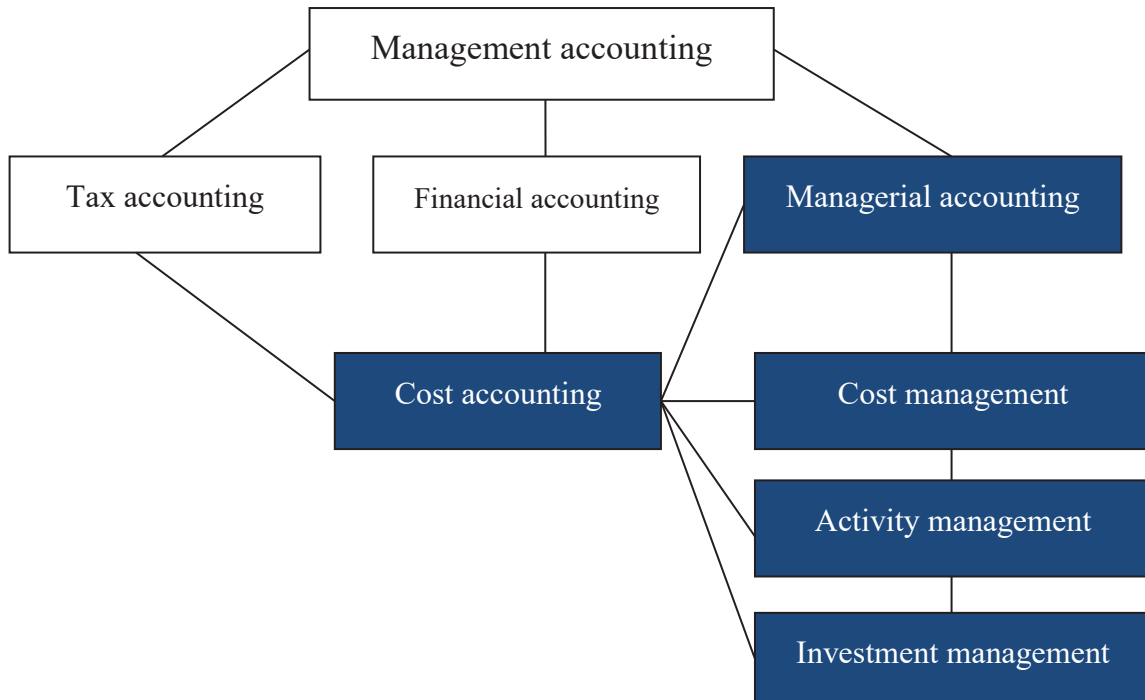 Management accounting
Tax accounting
Financial accounting
Managerial accounting
Cost accounting
Cost management
Activity management
Investment management